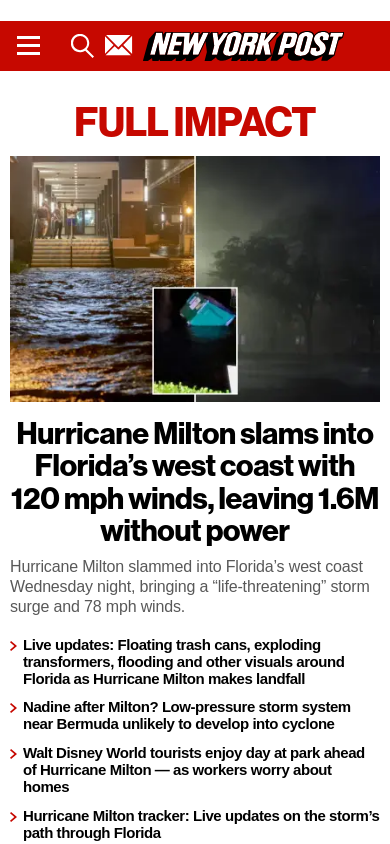 NEW YORK POST
FULL IMPACT
Hurricane Milton slams into
Florida’s west coast with
120 mph winds, leaving 1.6M
without power
Hurricane Milton slammed into Florida’s west coast
Wednesday night, bringing a “life-threatening” storm
surge and 78 mph winds.
Live updates: Floating trash cans, exploding
transformers, flooding and other visuals around
Florida as Hurricane Milton makes landfall
Nadine after Milton? Low-pressure storm system
near Bermuda unlikely to develop into cyclone
Walt Disney World tourists enjoy day at park ahead
of Hurricane Milton — as workers worry about
homes
Hurricane Milton tracker: Live updates on the storm’s
path through Florida